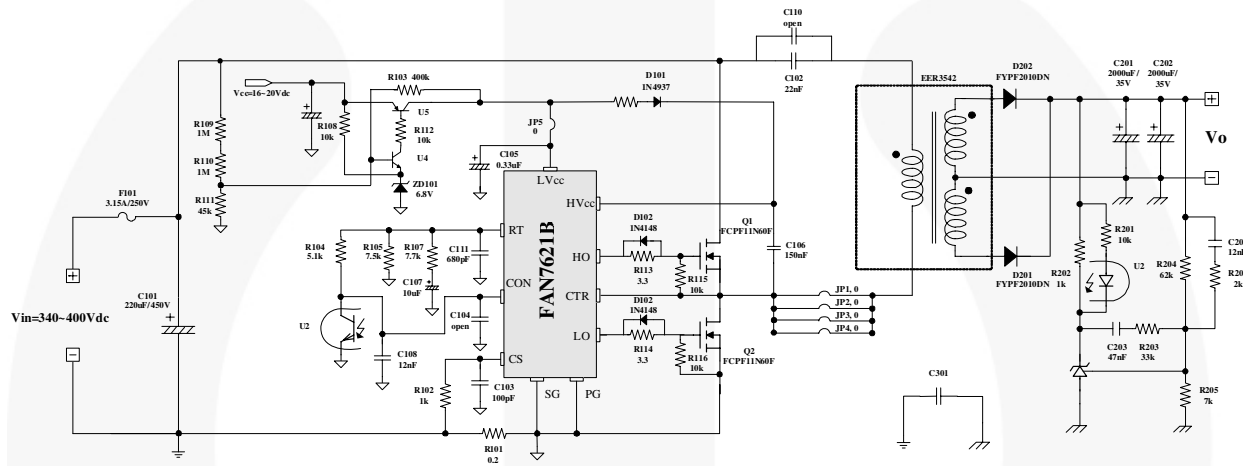 C110
open
C102
22nF
R103 400k
D101
1N4937
Vcc=16~20Vdc
U5
R108
10k
R112
10k
U4
ZD101
6.8V
R109
1M
R110
1M
R111
45k
JP5
0
C105
0.33uF
EER3542
D202
FYPF2010DN
C201
2000uF/
35V
C202
2000uF/
35V
+
Vo
-
F101
3.15A/250V
+
Vin=340~400Vdc
-
C101
220uF/450V
R104
5.1k
R105
7.5k
R107
7.7k
C107
10uF
C111
680pF
U2
C108
12nF
C104
open
R102
1k
C103
100pF
R101
0.2
LVcc
HVcc
RT
HO
CON
CTR
LO
CS
SG
PG
FAN7621B
D102
1N4148
R113
3.3
R115
10k
Q1
FCPF11N60F
C106
150nF
D102
1N4148
R114
3.3
R116
10k
Q2
FCPF11N60F
JP1, 0
JP2, 0
JP3, 0
JP4, 0
D201
FYPF2010DN
R202
1k
R201
10k
U2
R204
62k
C203
47nF
R203
33k
R205
7k
C301